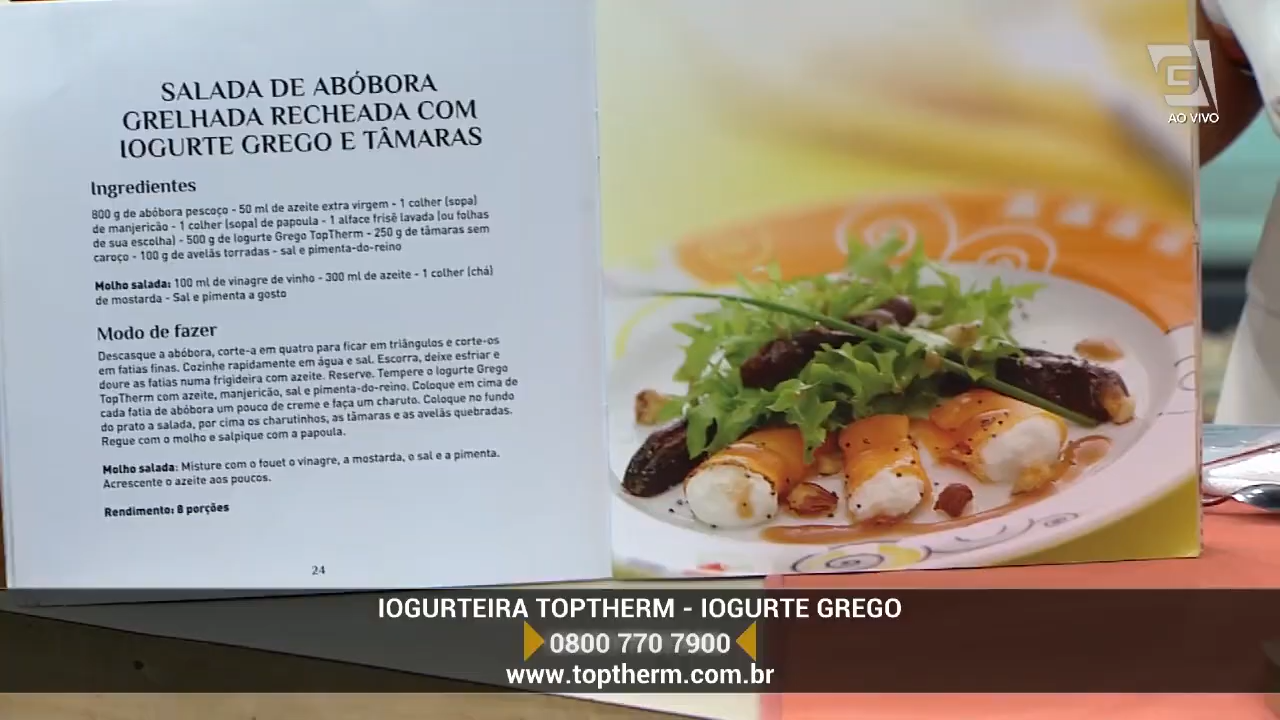 SALADA DE ABÓBORA
GRELHADA RECHEADA COM
IOGURTE GREGO E TÂMARAS
Ingredientes
800 g de abóbora pescoço - 50 ml de azeite extra virgem - 1 colher (sopa)
de manjericão - 1 colher (sopa) de papoula - 1 alface frisê lavada (ou folhas
de sua escolha) - 500 g de Iogurte Grego TopTherm - 250 g de tâmaras sem
caroço - 100 g de avelãs torradas - sal e pimenta-do-reino
Molho salada: 100 ml de vinagre de vinho - 300 ml de azeite - 1 colher (chá)
de mostarda - Sal e pimenta a gosto
Modo de fazer
Descasque a abóbora, corte-a em quatro para ficar em triângulos e corte-os
em fatias finas. Cozinhe rapidamente em água e sal. Escorra, deixe esfriar e
doure as fatias numa frigideira com azeite. Reserve. Tempere o Iogurte Grego
TopTherm com azeite, manjericão, sal e pimenta-do-reino. Coloque em cima de
cada fatia de abóbora um pouco de creme e faça um charuto. Coloque no fundo
do prato a salada, por cima os charutinhos, as tâmaras e as avelãs quebradas.
Regue com o molho e salpique com a papoula.
Molho salada: Misture com o fouet o vinagre, a mostarda, o sal e a pimenta.
Acrescente o azeite aos poucos.
Rendimento: 8 porções
24
G
AO VIVO
IOGURTEIRA TOPTHERM - IOGURTE GREGO
0800 770 7900
www.toptherm.com.br